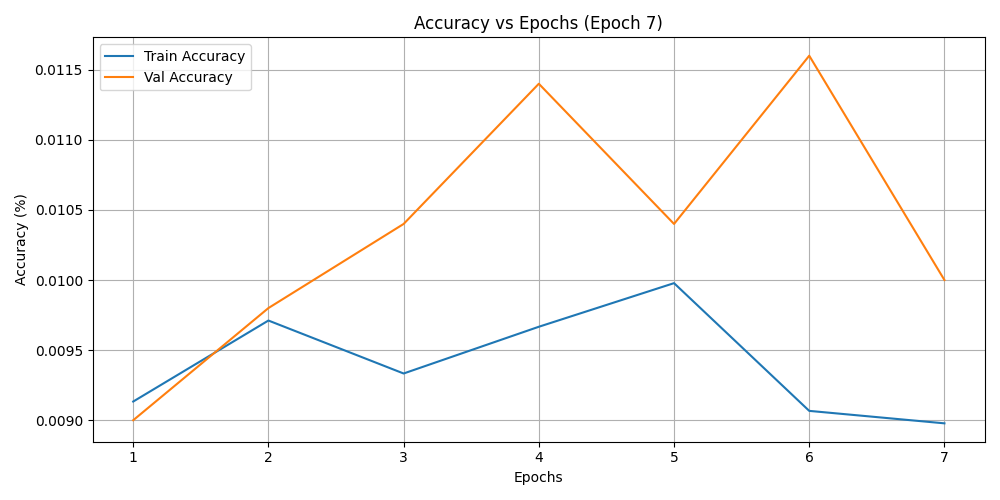 Accuracy vs Epochs (Epoch 7)
Train Accuracy
Val Accuracy
Accuracy (%)
0.0115
0.0110
0.0105
0.0100
0.0095
0.0090
1 2 3 4 5 6 7
Epochs